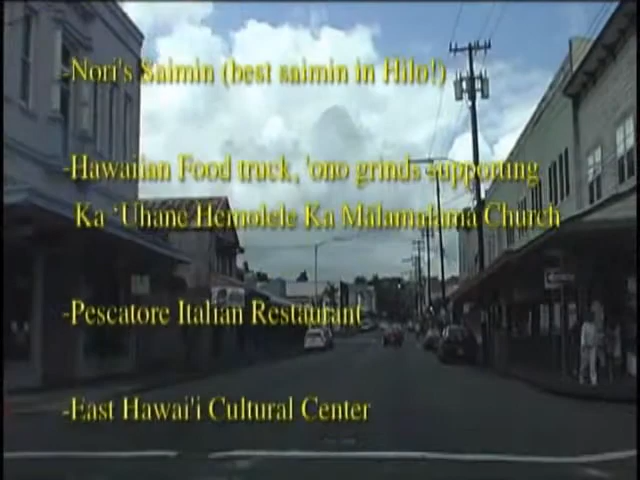 -Nori's Saimin (best saimin in Hilo!)
-Hawaiian Food truck, 'ono grinds supporting
Ka ‘Uhane Hemolele Ka Mālamalama Church
-Pescatore Italian Restaurant
-East Hawai'i Cultural Center